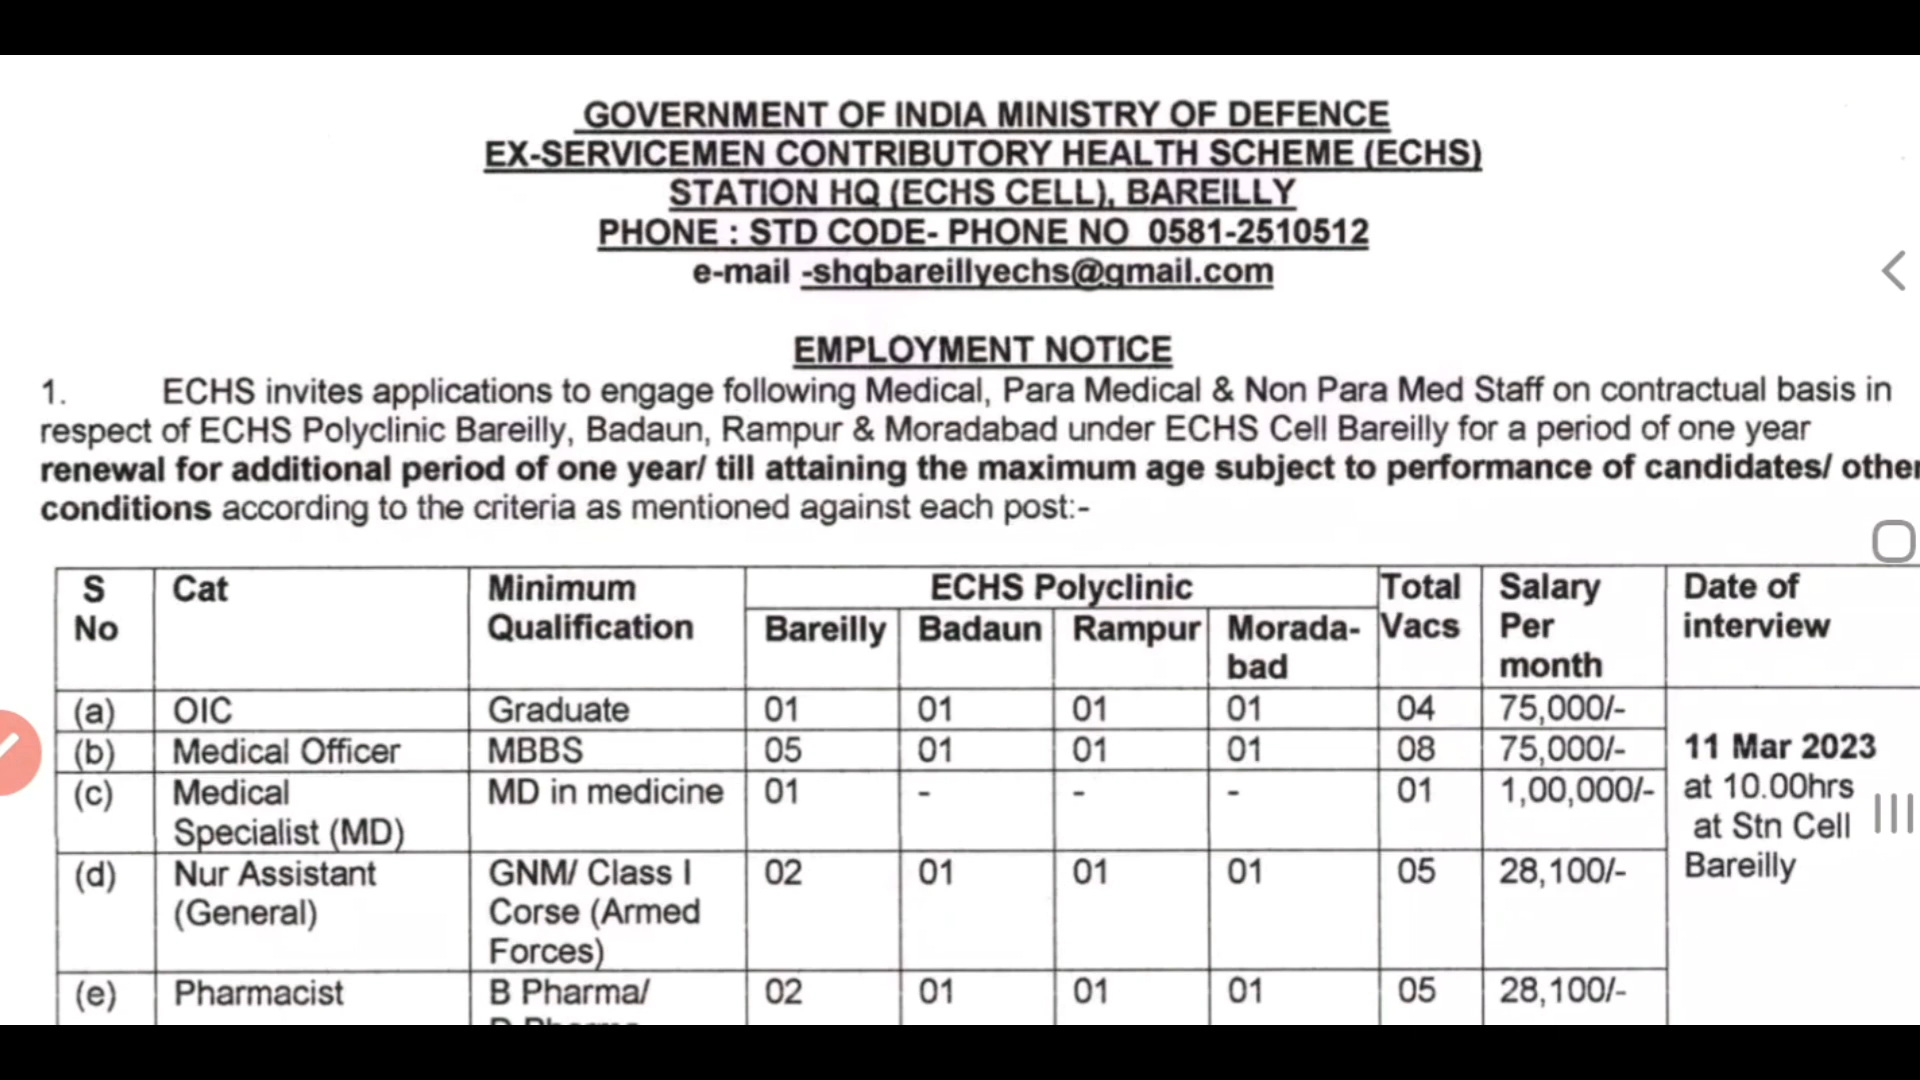 GOVERNMENT OF INDIA MINISTRY OF DEFENCE
EX-SERVICEMEN CONTRIBUTORY HEALTH SCHEME (ECHS)
STATION HQ (ECHS CELL), BAREILLY
PHONE : STD CODE- PHONE NO 0581-2510512
e-mail -shqbareillyechs@gmail.com
EMPLOYMENT NOTICE
1. ECHS invites applications to engage following Medical, Para Medical & Non Para Med Staff on contractual basis in
respect of ECHS Polyclinic Bareilly, Badaun, Rampur & Moradabad under ECHS Cell Bareilly for a period of one year
renewal for additional period of one year/ till attaining the maximum age subject to performance of candidates/ other
conditions according to the criteria as mentioned against each post:-
S Cat Minimum ECHS Polyclinic Total Salary Date of
No Qualification Bareilly Badaun Rampur Morada- Vacs Per interview
bad month
(a) OIC Graduate 01 01 01 01 04 75,000/-
(b) Medical Officer MBBS 05 01 01 01 08 75,000/- 11 Mar 2023
(c) Medical MD in medicine 01 - - - 01 1,00,000/- at 10.00hrs
Specialist (MD) at Stn Cell
(d) Nur Assistant GNM/ Class I 02 01 01 01 05 28,100/- Bareilly
(General) Corse (Armed
Forces)
(e) Pharmacist B Pharma/ 02 01 01 01 05 28,100/-